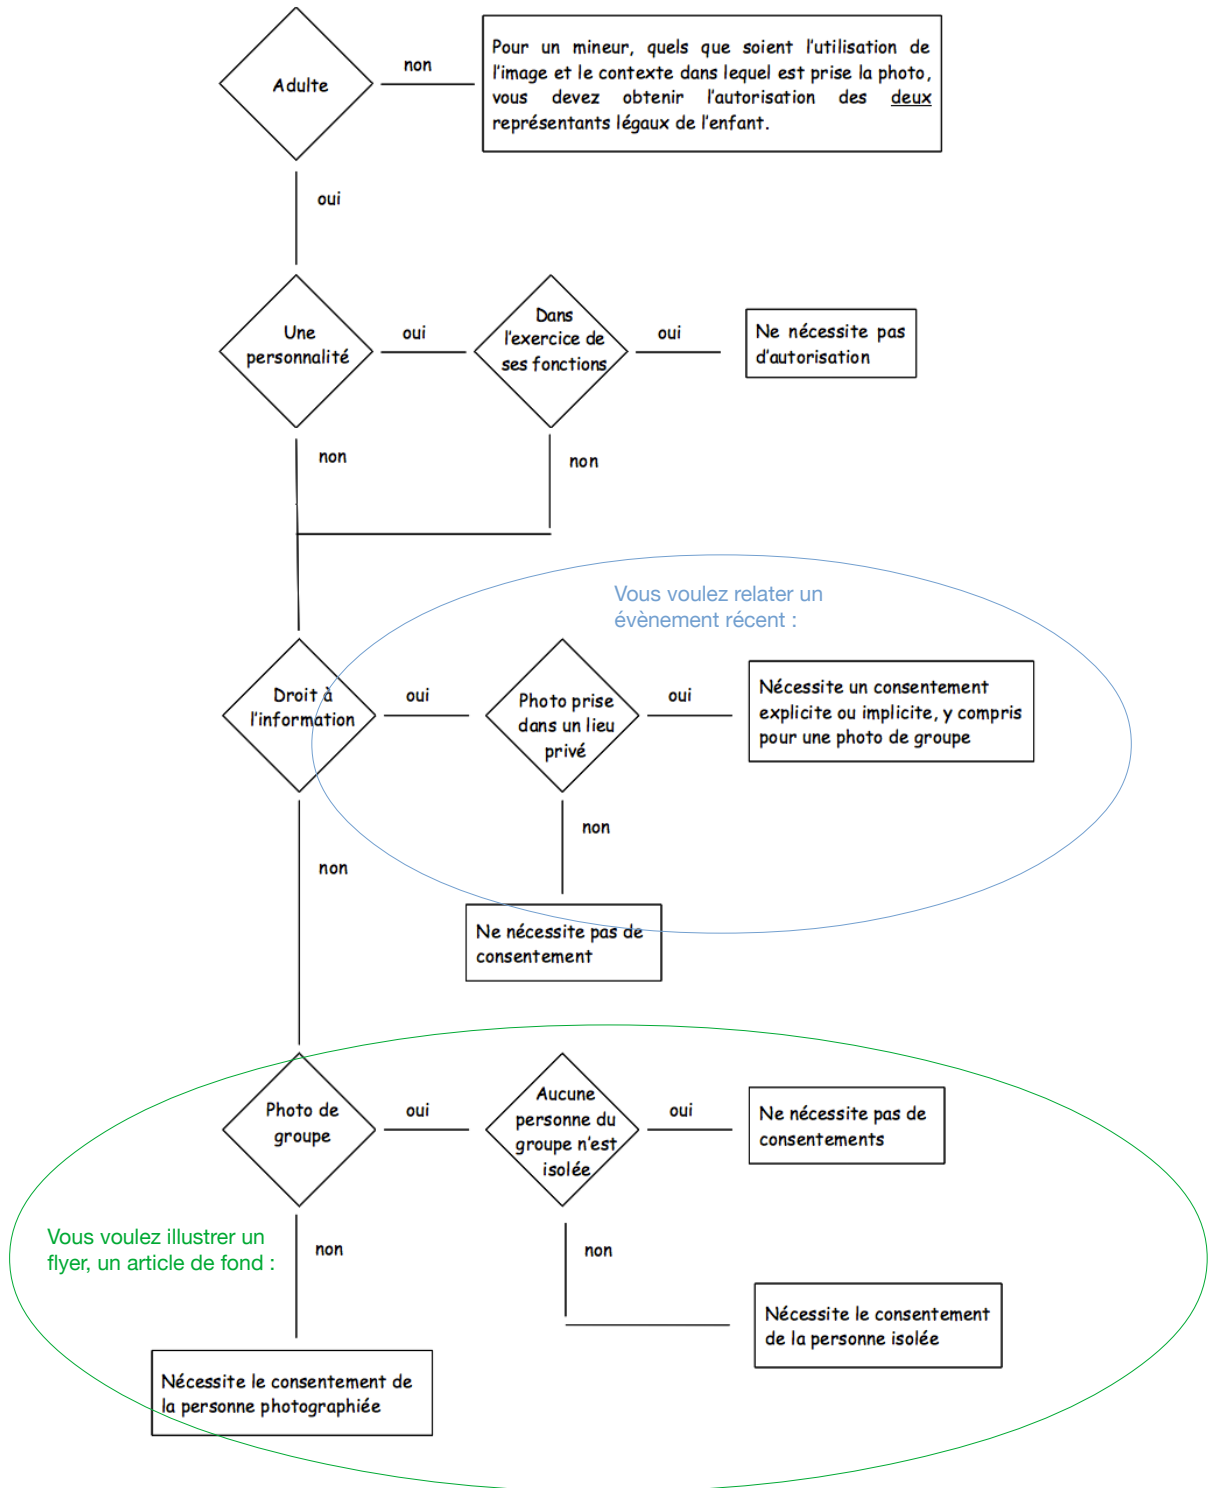 Adulte
non
Pour un mineur, quels que soient l'utilisation de
l'image et le contexte dans lequel est prise la photo,
vous devez obtenir l'autorisation des deux
représentants légaux de l'enfant.
oui
Une
personnalité
oui
Dans
l'exercice de
ses fonctions
oui
Ne nécessite pas
d'autorisation
non
non
Vous voulez relater un
évènement récent :
Droit à
l'information
oui
Photo prise
dans un lieu
privé
oui
Nécessite un consentement
explicite ou implicite, y compris
pour une photo de groupe
non
non
Ne nécessite pas de
consentement
Photo de
groupe
oui
Aucune
personne du
groupe n'est
isolée
oui
Ne nécessite pas de
consentements
Vous voulez illustrer un
flyer, un article de fond :
non
non
Nécessite le consentement
de la personne isolée
Nécessite le consentement de
la personne photographiée